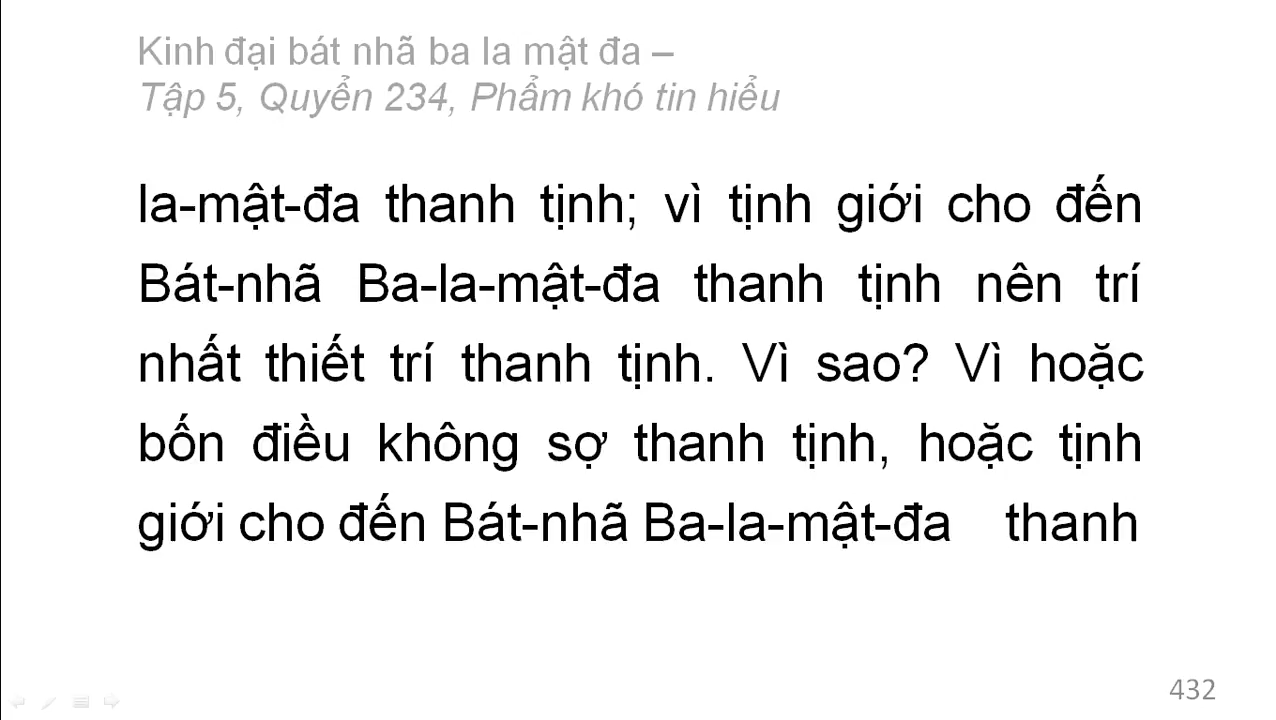 Kinh đại bát nhã ba la mật đa –
Tập 5, Quyển 234, Phẩm khó tin hiểu
la-mật-đa thanh tịnh; vì tịnh giới cho đến
Bát-nhã Ba-la-mật-đa thanh tịnh nên trí
nhất thiết trí thanh tịnh. Vì sao? Vì hoặc
bốn điều không sợ thanh tịnh, hoặc tịnh
giới cho đến Bát-nhã Ba-la-mật-đa thanh
432